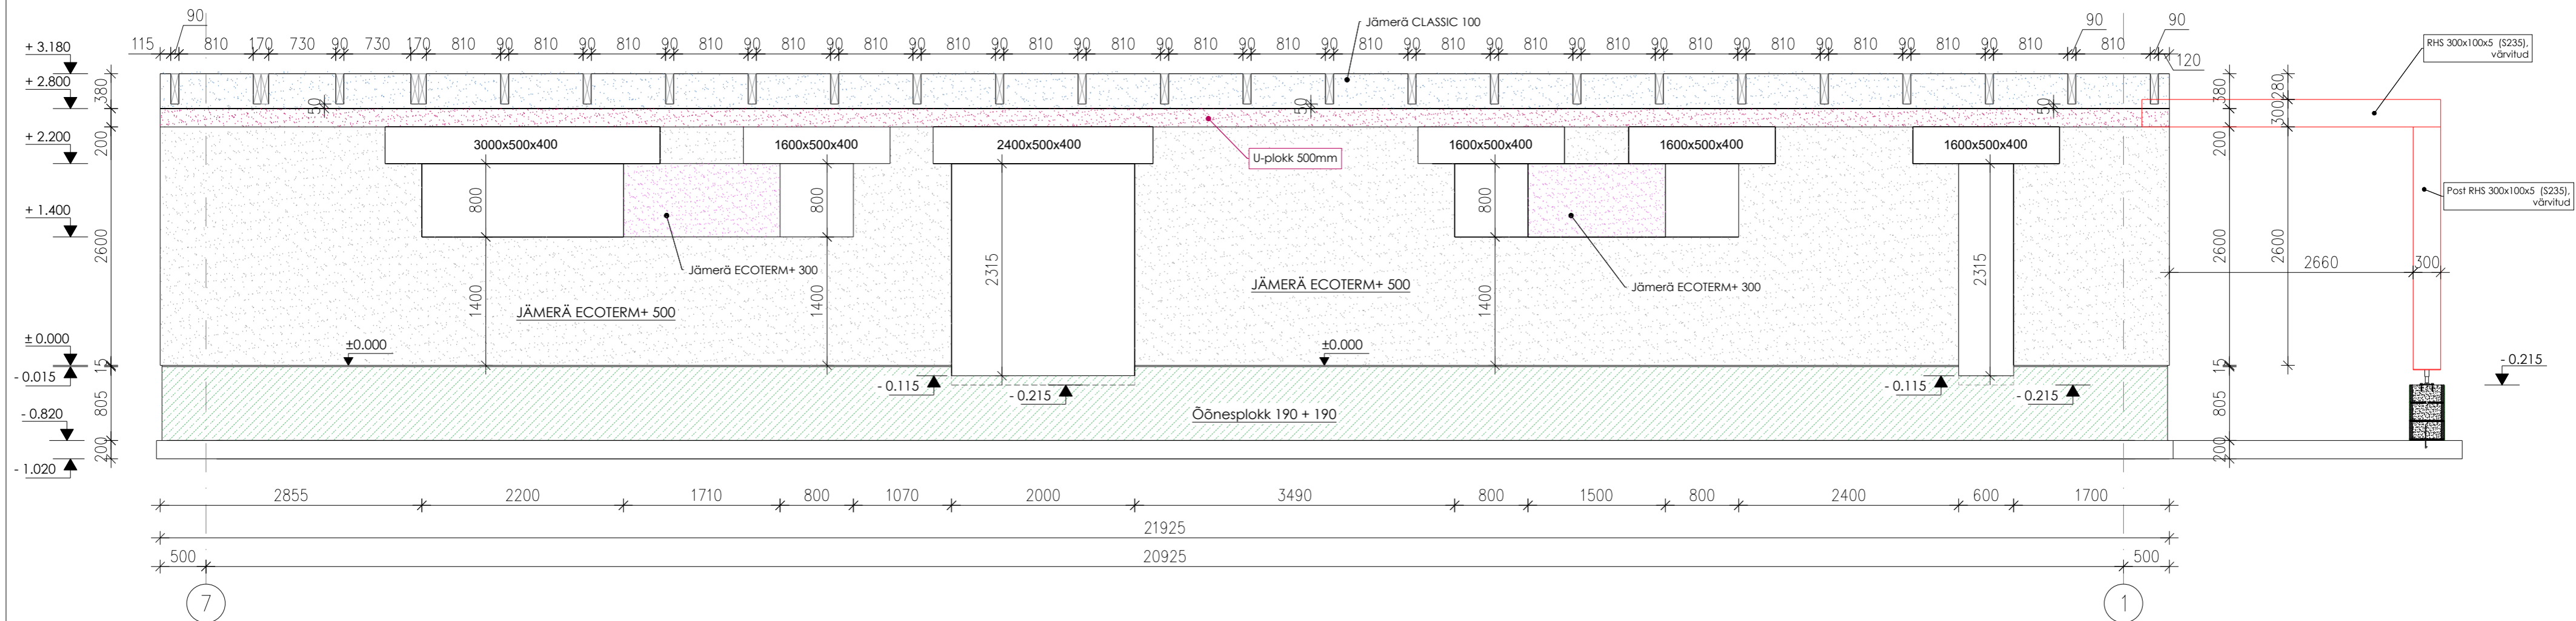 90
Jämerä CLASSIC 100
90
90
115 810 170 730 90 730 170 810 90 810 90 810 90 810 90 810 90 810 90 810 90 810 90 810 90 810 90 810 90 810 90 810 90 810 90 810 90 810 90 810 90 810 90 810 90 810 810
120
RHS 300x100x5 (S235),
värvitud
+ 3.180
+ 2.800
380
50
50
50
380
280
300
+ 2.200
200
3000x500x400
1600x500x400
2400x500x400
U-plokk 500mm
1600x500x400
1600x500x400
1600x500x400
200
Post RHS 300x100x5 (S235),
värvitud
+ 1.400
800
800
800
2600
2600
2600
2660
300
Jämerä ECOTERM+ 300
2315
JÄMERÄ ECOTERM+ 500
Jämerä ECOTERM+ 300
2315
1400
1400
1400
JÄMERÄ ECOTERM+ 500
± 0.000
±0.000
±0.000
- 0.015
15
15
- 0.215
- 0.115
- 0.215
- 0.115
- 0.215
- 0.820
805
Õõnesplokk 190 + 190
805
- 1.020
200
200
2855 2200 1710 800 1070 2000 3490 800 1500 800 2400 600 1700
21925
500 20925 500
7
1